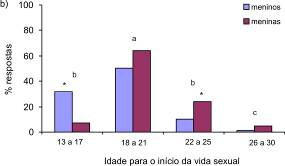 b)
100
80
60
40
20
0
% respostas
meninos
meninas
* b
a
b *
c
13 a 17 18 a 21 22 a 25 26 a 30
Idade para o início da vida sexual